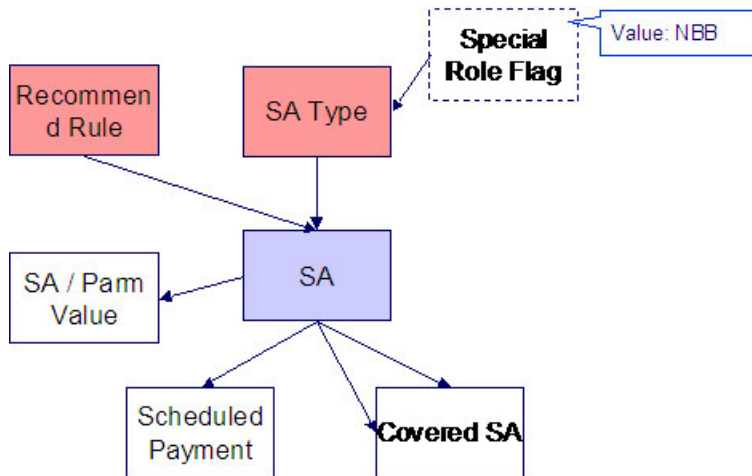 Special
Role Flag
Value: NBB
Recommen
d Rule
SA Type
SA
SA / Parm
Value
Scheduled
Payment
Covered SA